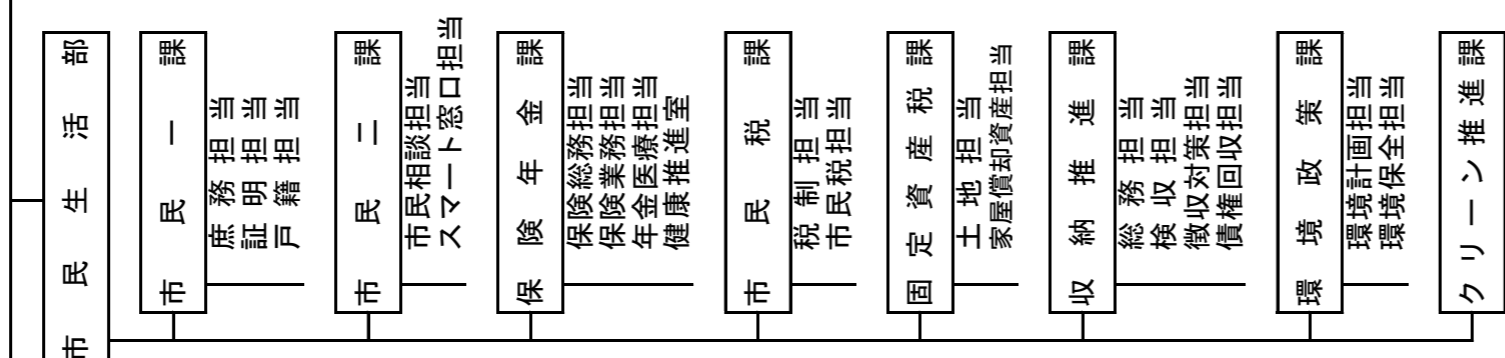 市民生活部
市民一課
庶務担当
証明担当
戸籍担当
市民二課
市民相談担当
スマート窓口担当
保険年金課
保険総務担当
保険業務担当
年金医療担当
健康推進室
市民税課
税制担当
市民税担当
固定資産税課
土地担当
家屋償却資産担当
収納推進課
総務担当
検収担当
徴収対策担当
債権回収担当
環境政策課
環境計画担当
環境保全担当
クリーン推進課